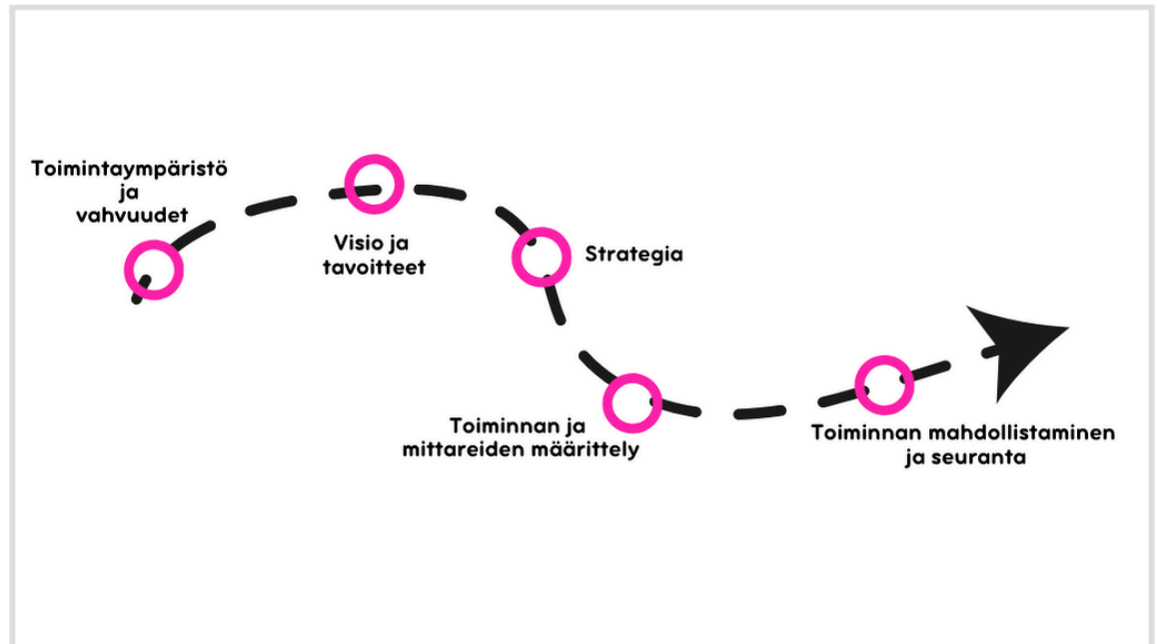 Toimintaympäristö
ja
vahvuudet
Visio ja
tavoitteet
Strategia
Toiminnan ja
mittareiden määrittely
Toiminnan mahdollistaminen
ja seuranta